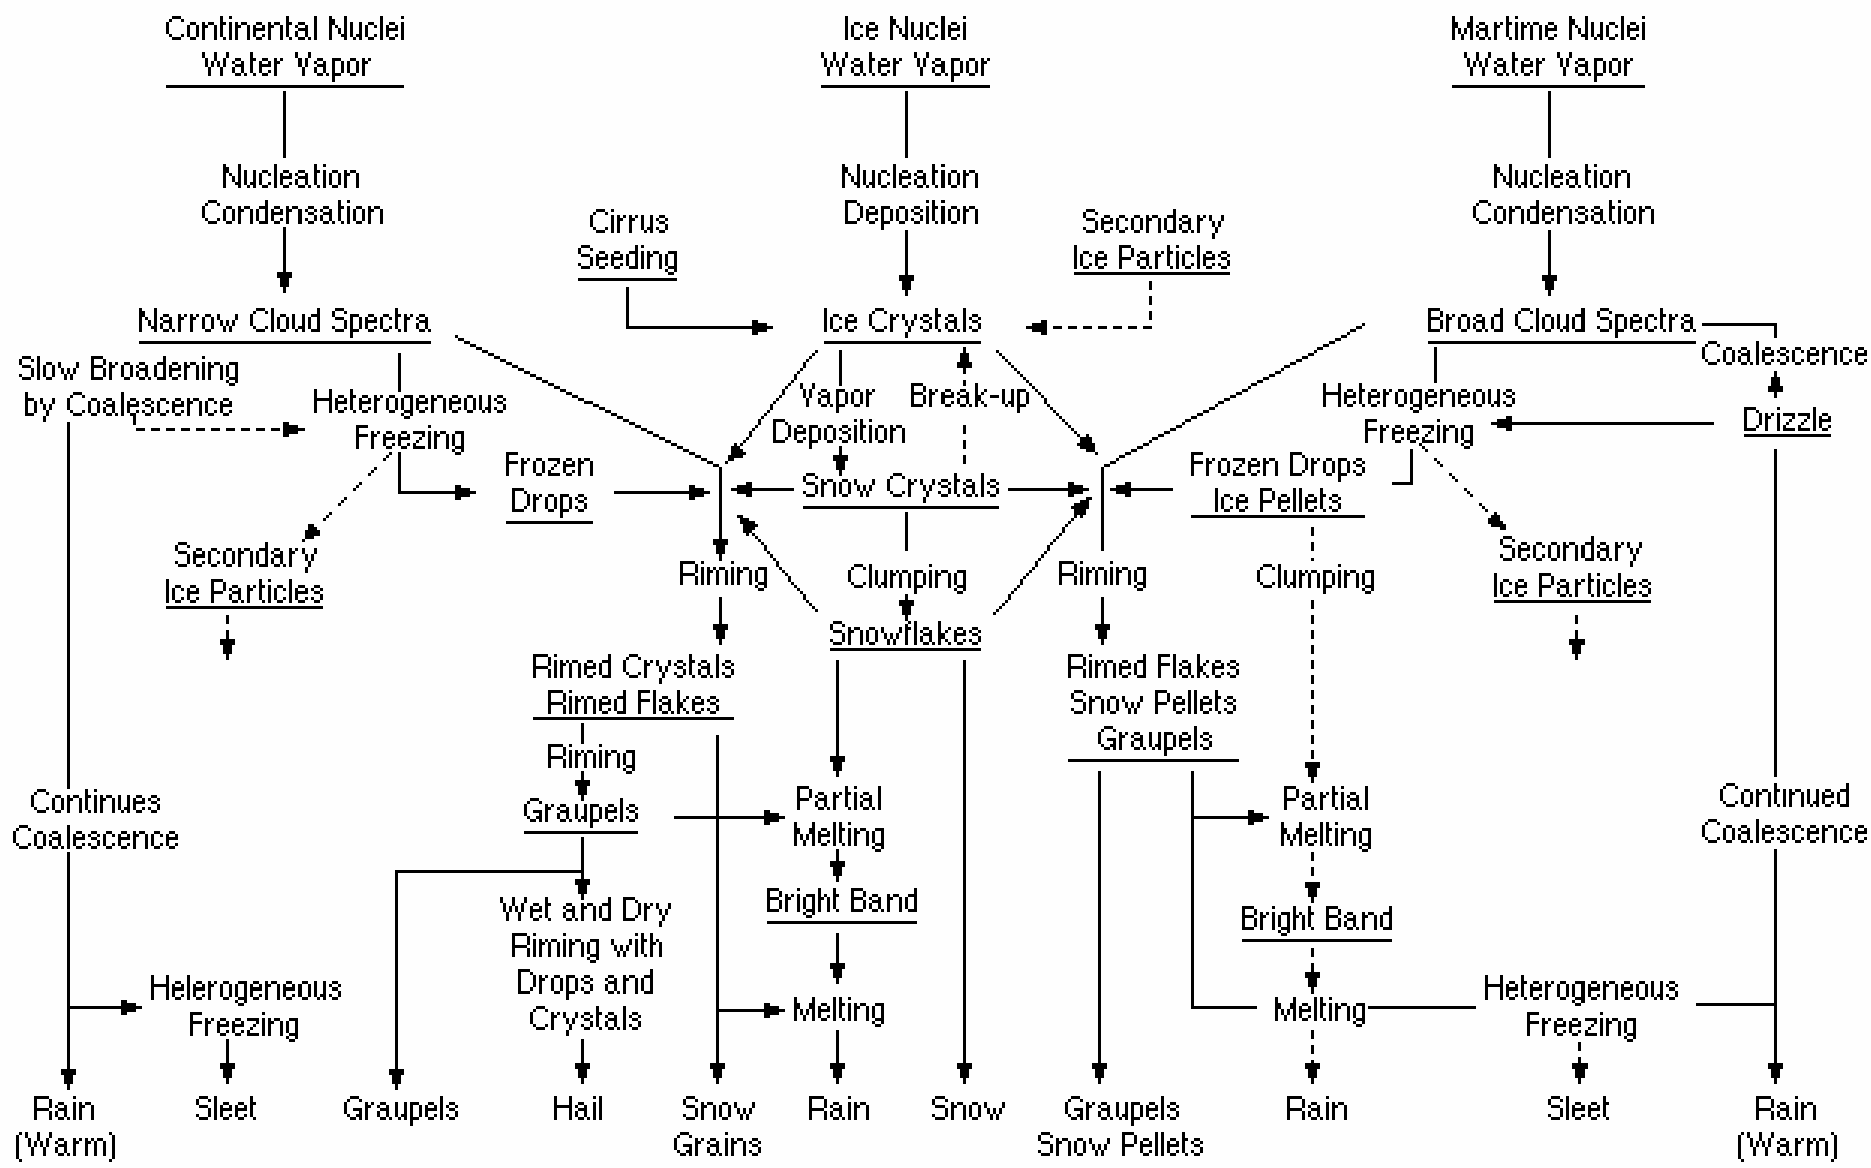 Continental Nuclei
Water Vapor
Ice Nuclei
Water Vapor
Martime Nuclei
Water Vapor
Nucleation
Condensation
Nucleation
Deposition
Nucleation
Condensation
Cirrus
Seeding
Secondary
Ice Particles
Narrow Cloud Spectra
Ice Crystals
Broad Cloud Spectra
Coalescence
Slow Broadening
by Coalescence
Heterogeneous
Freezing
Vapor
Deposition
Break-up
Heterogeneous
Freezing
Drizzle
Frozen
Drops
Snow Crystals
Frozen Drops
Ice Pellets
Secondary
Ice Particles
Riming
Clumping
Riming
Clumping
Secondary
Ice Particles
Snowflakes
Rimed Crystals
Rimed Flakes
Rimed Flakes
Snow Pellets
Graupels
Riming
Graupels
Partial
Melting
Partial
Melting
Continues
Coalescence
Continued
Coalescence
Wet and Dry
Riming with
Drops and
Crystals
Bright Band
Bright Band
Helerogeneous
Freezing
Melting
Melting
Heterogeneous
Freezing
Rain
(Warm)
Sleet
Graupels
Hail
Snow
Grains
Rain
Snow
Graupels
Snow Pellets
Rain
Sleet
Rain
(Warm)